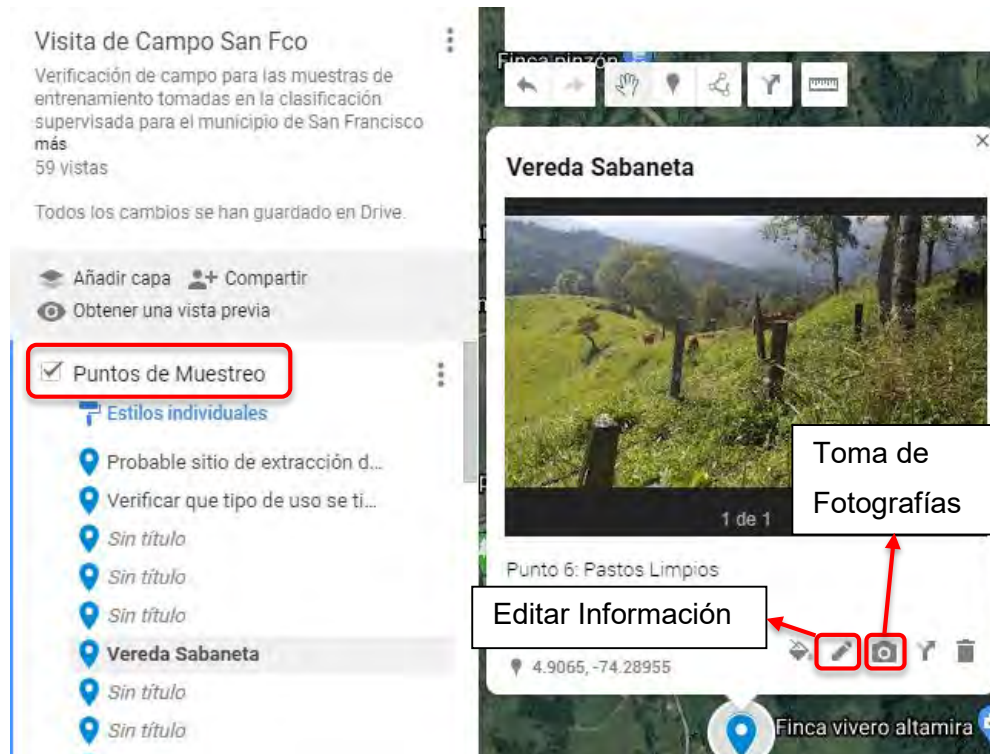 Visita de Campo San Fco
Verificación de campo para las muestras de
entrenamiento tomadas en la clasificación
supervisada para el municipio de San Francisco
más
59 vistas
Todos los cambios se han guardado en Drive.
Añadir capa Compartir
Obtener una vista previa
Puntos de Muestreo
Estilos individuales
Probable sitio de extracción d...
Verificar que tipo de uso se ti...
Sin título
Sin título
Sin título
Vereda Sabaneta
Sin título
Sin título
Finca pinzón
Vereda Sabaneta
1 de 1
Toma de
Fotografías
Punto 6: Pastos Limpios
Editar Información
4.9065, -74.28955
Finca vivero altamira